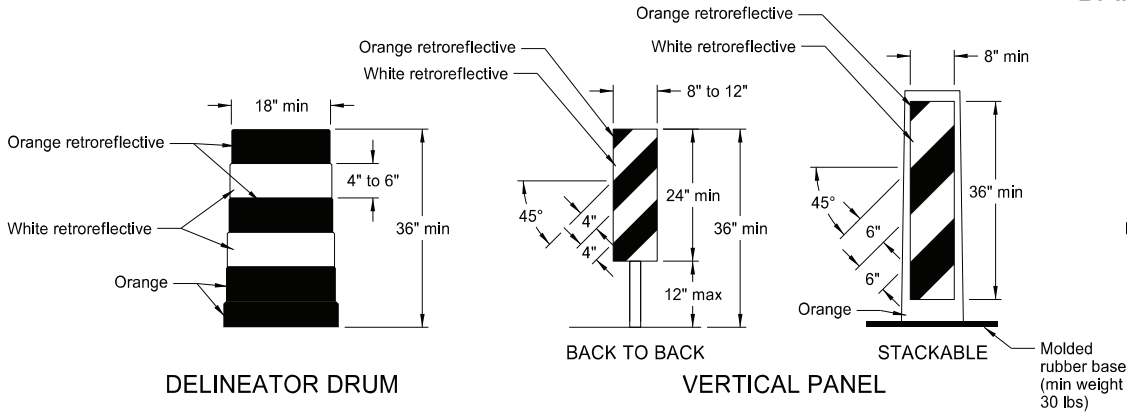 18" min
Orange retroreflective
4" to 6"
White retroreflective
36" min
Orange
DELINEATOR DRUM
Orange retroreflective
White retroreflective
8" to 12"
45°
4"
4"
24" min
36" min
12" max
BACK TO BACK
Orange retroreflective
White retroreflective
8" min
45°
6"
6"
36" min
Orange
STACKABLE
Molded
rubber base
(min weight
30 lbs)
VERTICAL PANEL